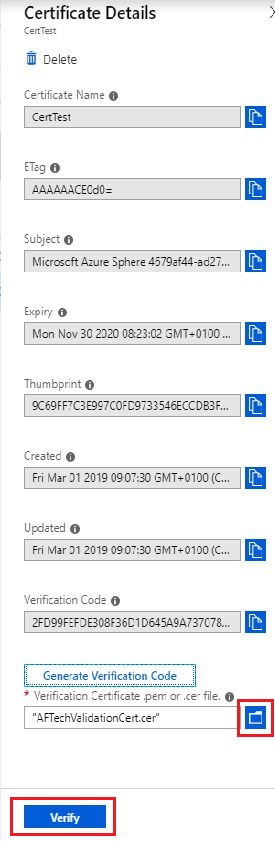 Certificate Details
CertTest
Delete
Certificate Name
CertTest
ETag
AAAAAACE0d0=
Subject
Microsoft Azure Sphere 4679af44-ad27...
Expiry
Mon Nov 30 2020 08:23:02 GMT+0100 ...
Thumbprint
9C69FF7C3E997C0FD9733546ECCDB3F...
Created
Fri Mar 01 2019 09:07:30 GMT+0100 (C...
Updated
Fri Mar 01 2019 09:07:30 GMT+0100 (C...
Verification Code
2FD99FEFDE308F36D1D645A9A737078...
Generate Verification Code
* Verification Certificate .pem or .cer file.
"AFTechValidationCert.cer"
Verify